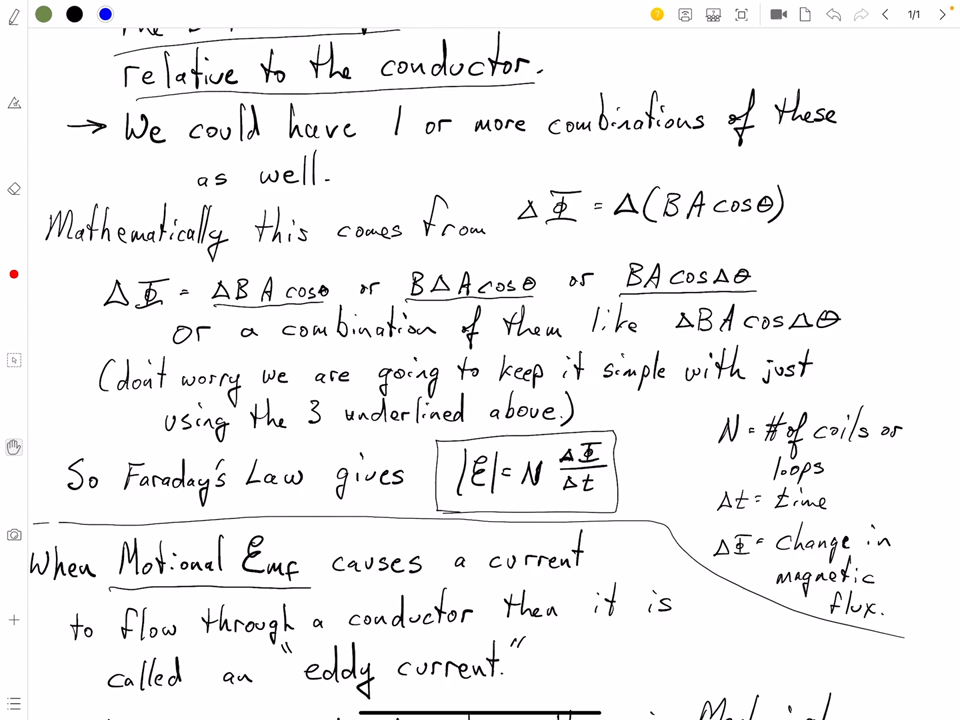 1/1
relative to the conductor.
→ We could have 1 or more combinations of these
as well.
Mathematically this comes from ΔΦ = Δ(BAcosθ)
ΔΦ = ΔBAcosθ or BΔAcosθ or BAcosΔθ
or a combination of them like ΔBAcosΔθ
(don't worry we are going to keep it simple with just
using the 3 underlined above.)
So Faraday's Law gives |Ɛ| = N ΔΦ/Δt
N = # of coils or
loops
Δt = time
ΔΦ = change in
magnetic
flux.
When Motional Emf causes a current
to flow through a conductor then it is
called an "eddy current."